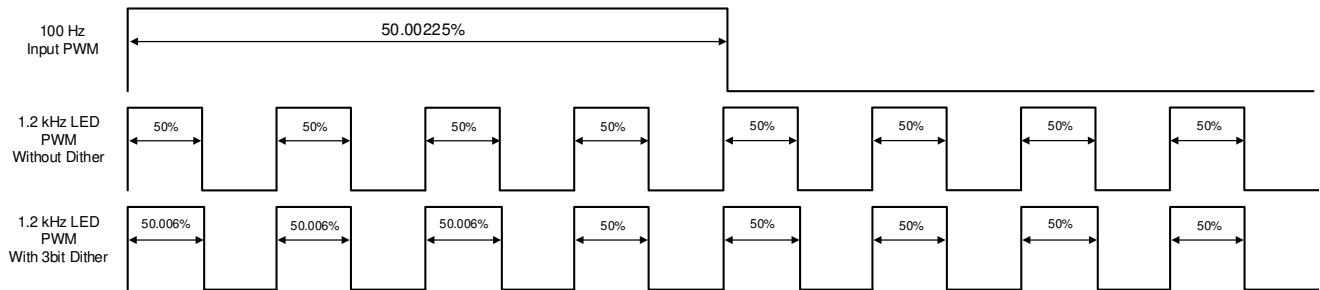 100 Hz
Input PWM
50.00225%
1.2 kHz LED
PWM
Without Dither
50% 50% 50% 50% 50% 50% 50% 50%
1.2 kHz LED
PWM
With 3bit Dither
50.006% 50.006% 50.006% 50% 50% 50% 50% 50%